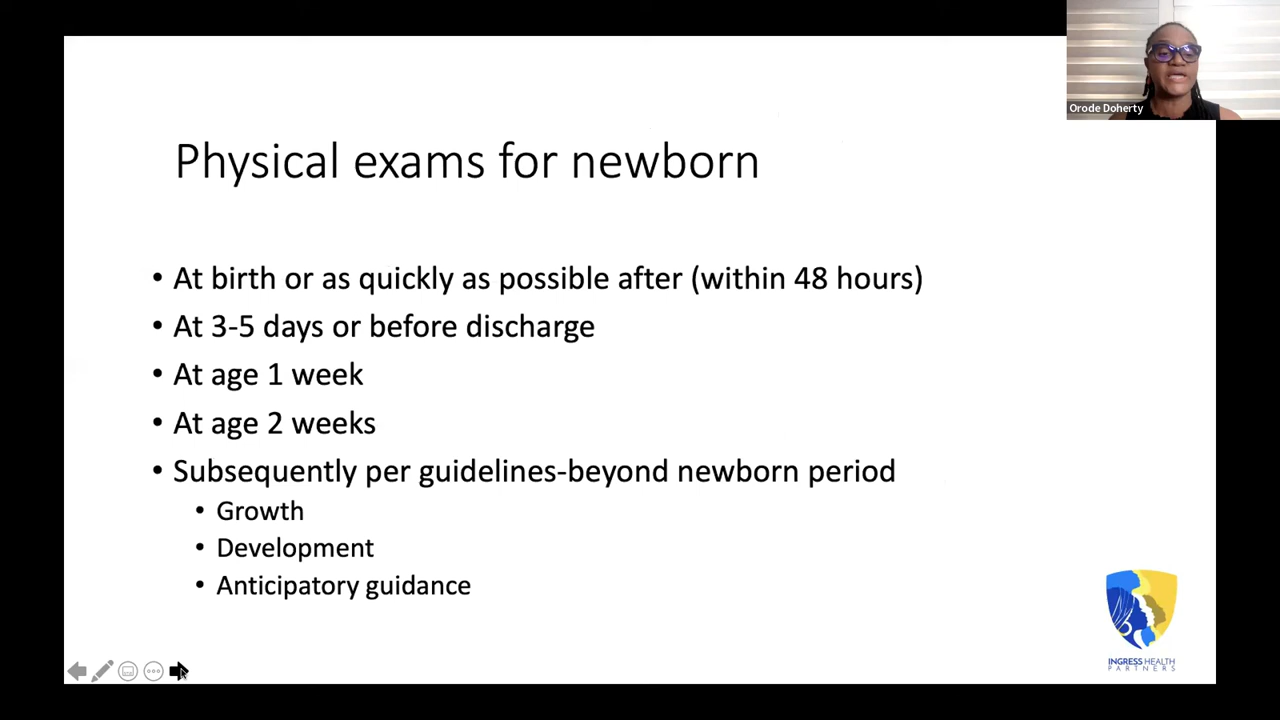 Orode Doherty
Physical exams for newborn
• At birth or as quickly as possible after (within 48 hours)
• At 3-5 days or before discharge
• At age 1 week
• At age 2 weeks
• Subsequently per guidelines-beyond newborn period
• Growth
• Development
• Anticipatory guidance
INGRESS HEALTH
PARTNERS